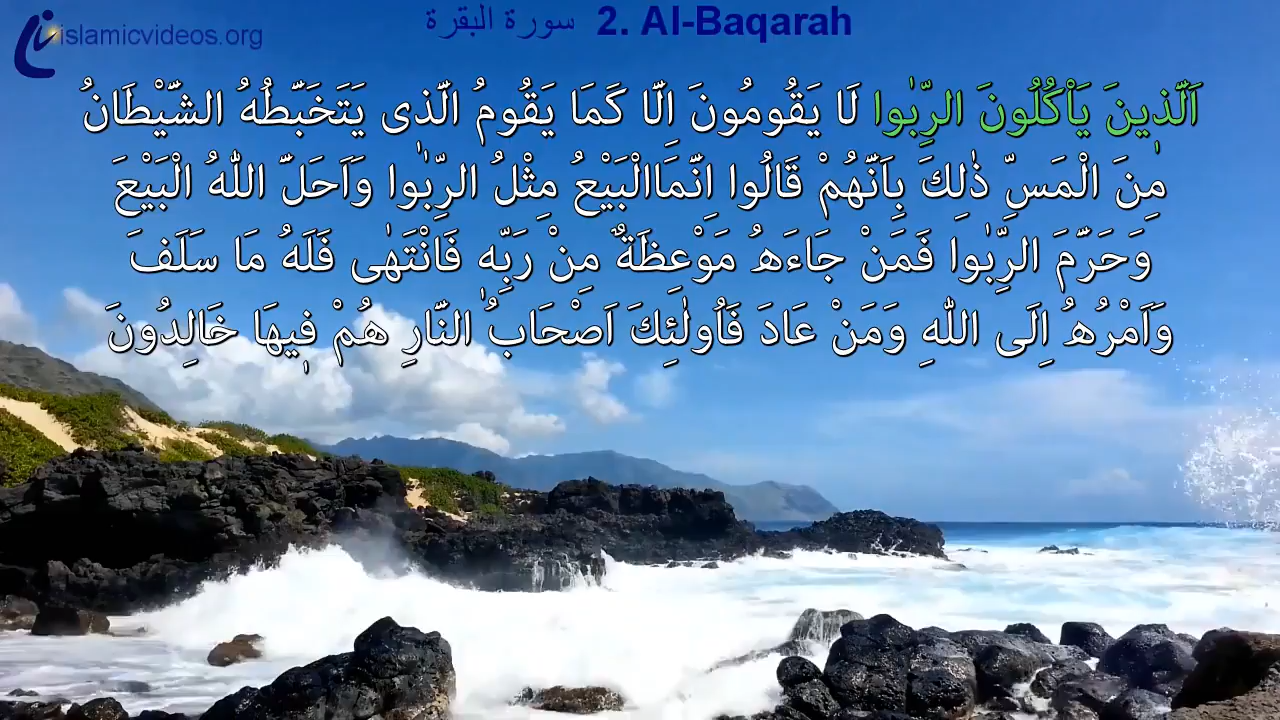 islamicvideos.org
سورة البقرة 2. Al-Baqarah
اَلَّذٖينَ يَاْكُلُونَ الرِّبٰوا لَا يَقُومُونَ اِلَّا كَمَا يَقُومُ الَّذٖى يَتَخَبَّطُهُ الشَّيْطَانُ
مِنَ الْمَسِّ ذٰلِكَ بِاَنَّهُمْ قَالُوا اِنَّمَاالْبَيْعُ مِثْلُ الرِّبٰوا وَاَحَلَّ اللّٰهُ الْبَيْعَ
وَحَرَّمَ الرِّبٰوا فَمَنْ جَاءَهُ مَوْعِظَةٌ مِنْ رَبِّهٖ فَانْتَهٰى فَلَهُ مَا سَلَفَ
وَاَمْرُهُ اِلَى اللّٰهِ وَمَنْ عَادَ فَاُولٰئِكَ اَصْحَابُ النَّارِ هُمْ فٖيهَا خَالِدُونَ